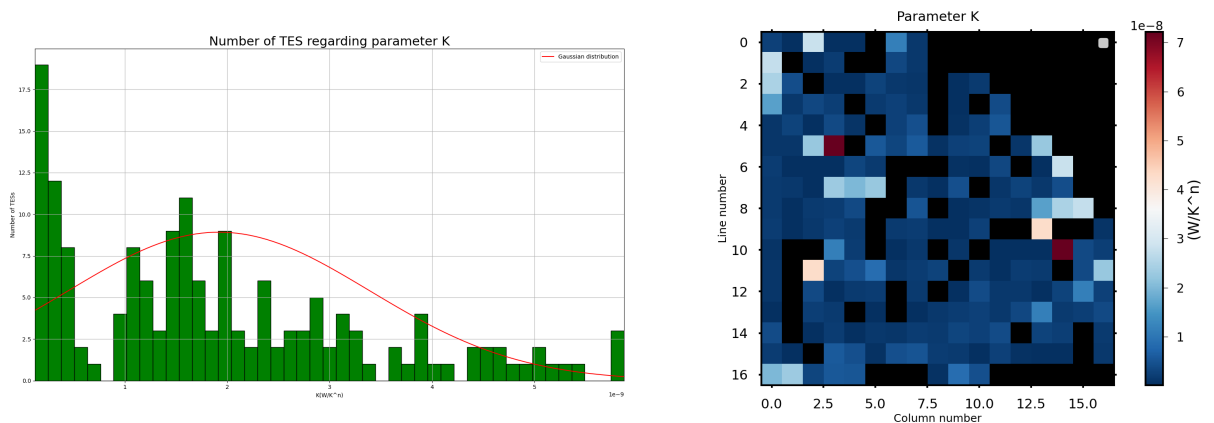 Number of TES regarding parameter K
Gaussian distribution
Number of TESs
17.5
15.0
12.5
10.0
7.5
5.0
2.5
0.0
1 2 3 4 5
K(W/K^n)
1e−9
Parameter K
1e−8
Line number
0
2
4
6
8
10
12
14
16
0.0 2.5 5.0 7.5 10.0 12.5 15.0
Column number
7
6
5
4
3
2
1
(W/K^n)